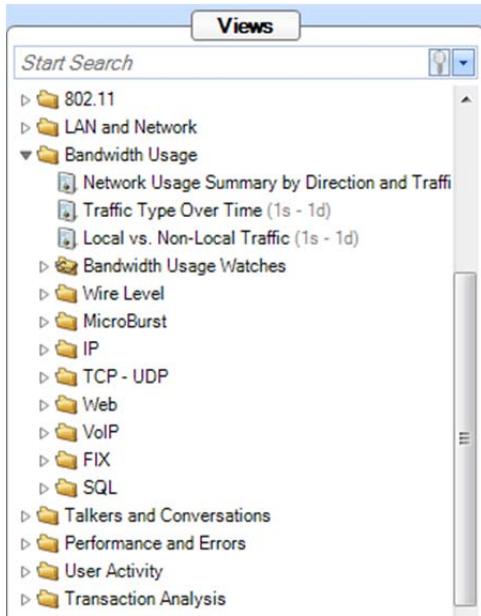 Views
Start Search
802.11
LAN and Network
Bandwidth Usage
Network Usage Summary by Direction and Traffi
Traffic Type Over Time (1s - 1d)
Local vs. Non-Local Traffic (1s - 1d)
Bandwidth Usage Watches
Wire Level
MicroBurst
IP
TCP - UDP
Web
VoIP
FIX
SQL
Talkers and Conversations
Performance and Errors
User Activity
Transaction Analysis